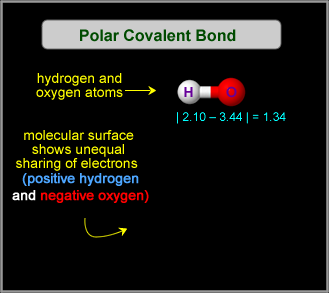 Polar Covalent Bond
hydrogen and
oxygen atoms
H O
| 2.10 – 3.44 | = 1.34
molecular surface
shows unequal
sharing of electrons
(positive hydrogen
and negative oxygen)